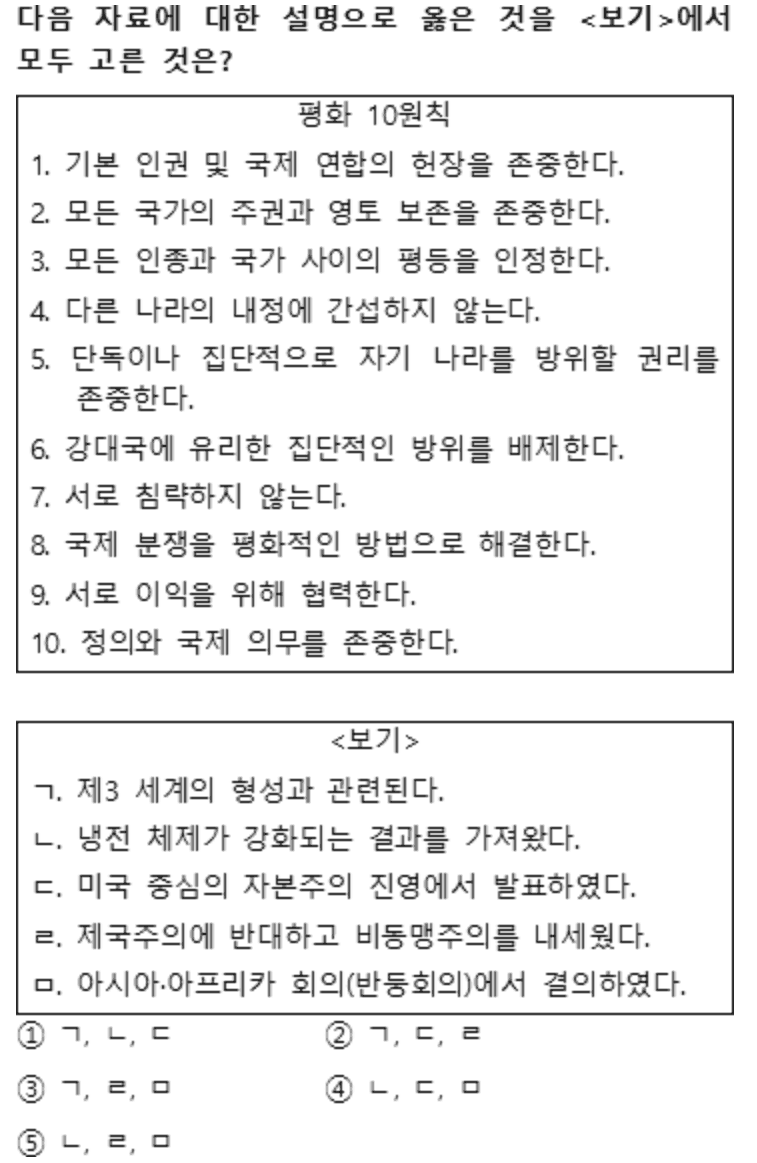 다음 자료에 대한 설명으로 옳은 것을 <보기>에서
모두 고른 것은?
평화 10원칙
1. 기본 인권 및 국제 연합의 헌장을 존중한다.
2. 모든 국가의 주권과 영토 보존을 존중한다.
3. 모든 인종과 국가 사이의 평등을 인정한다.
4. 다른 나라의 내정에 간섭하지 않는다.
5. 단독이나 집단적으로 자기 나라를 방위할 권리를
존중한다.
6. 강대국에 유리한 집단적인 방위를 배제한다.
7. 서로 침략하지 않는다.
8. 국제 분쟁을 평화적인 방법으로 해결한다.
9. 서로 이익을 위해 협력한다.
10. 정의와 국제 의무를 존중한다.
<보기>
ㄱ. 제3 세계의 형성과 관련된다.
ㄴ. 냉전 체제가 강화되는 결과를 가져왔다.
ㄷ. 미국 중심의 자본주의 진영에서 발표하였다.
ㄹ. 제국주의에 반대하고 비동맹주의를 내세웠다.
ㅁ. 아시아·아프리카 회의(반둥회의)에서 결의하였다.
① ㄱ, ㄴ, ㄷ ② ㄱ, ㄷ, ㄹ
③ ㄱ, ㄹ, ㅁ ④ ㄴ, ㄷ, ㅁ
⑤ ㄴ, ㄹ, ㅁ